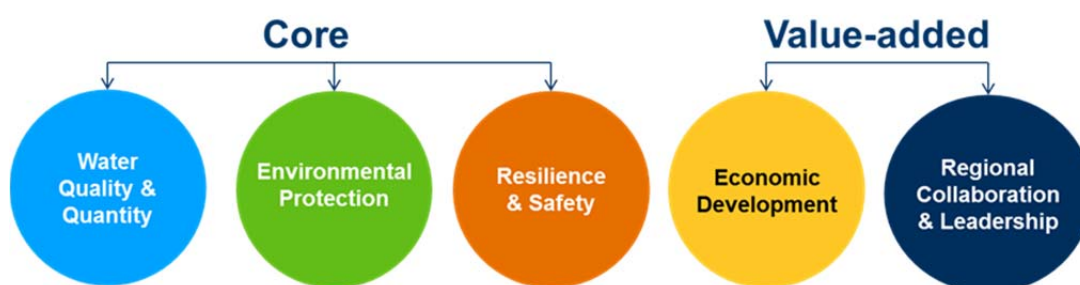 Core
Value-added
Water
Quality &
Quantity
Environmental
Protection
Resilience
& Safety
Economic
Development
Regional
Collaboration
& Leadership